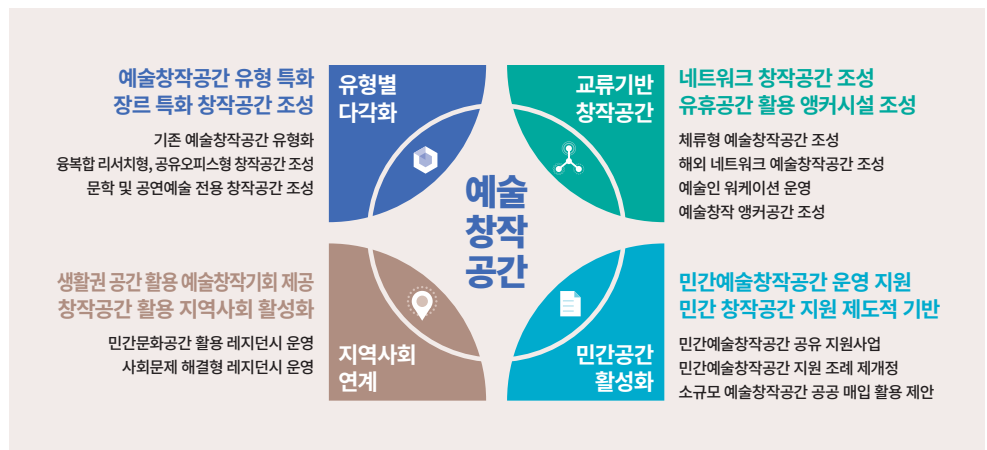 예술창작공간 유형 특화
장르 특화 창작공간 조성
기존 예술창작공간 유형화
융복합 리서치형, 공유오피스형 창작공간 조성
문학 및 공연예술 전용 창작공간 조성
유형별
다각화
교류기반
창작공간
네트워크 창작공간 조성
유휴공간 활용 앵커시설 조성
체류형 예술창작공간 조성
해외 네트워크 예술창작공간 조성
예술인 워케이션 운영
예술창작 앵커공간 조성
예술
창작
공간
생활권 공간 활용 예술창작기회 제공
창작공간 활용 지역사회 활성화
민간문화공간 활용 레지던시 운영
사회문제 해결형 레지던시 운영
지역사회
연계
민간공간
활성화
민간예술창작공간 운영 지원
민간 창작공간 지원 제도적 기반
민간예술창작공간 공유 지원사업
민간예술창작공간 지원 조례 제개정
소규모 예술창작공간 공공 매입 활용 제안